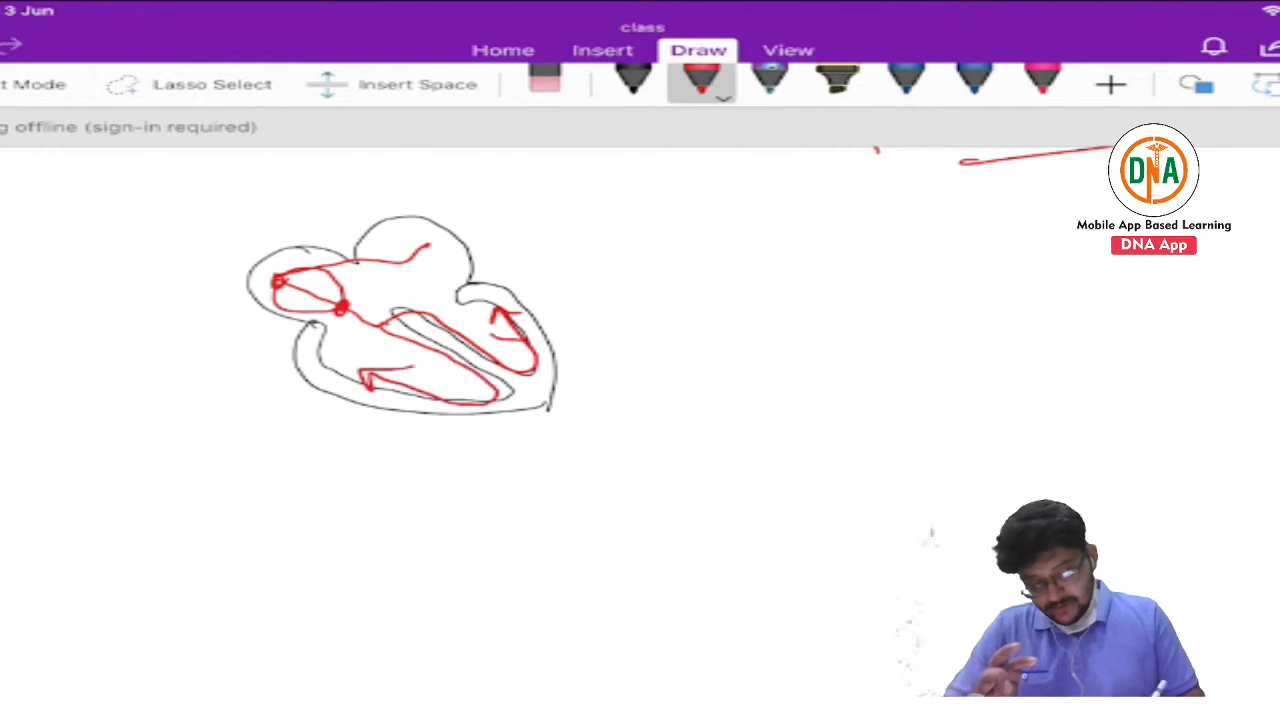 3 Jun
class
Home Insert Draw View
t Mode Lasso Select Insert Space
g offline (sign-in required)
DNA
Mobile App Based Learning
DNA App